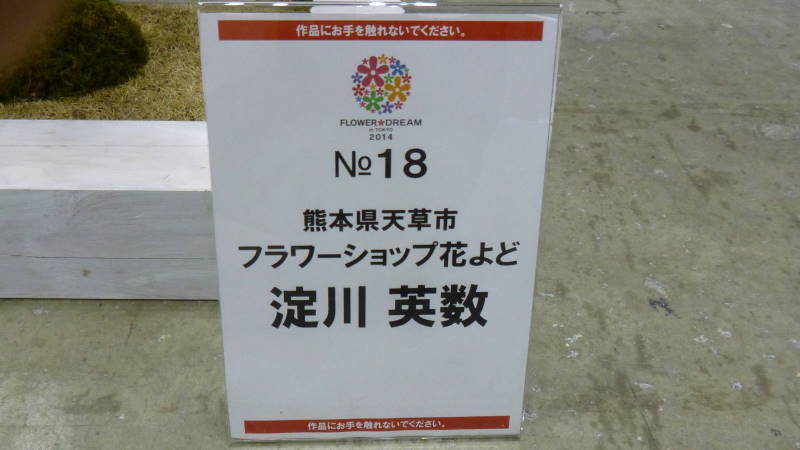 作品にお手を触れないでください。
FLOWER★DREAM
in TOKYO
2014
№18
熊本県天草市
フラワーショップ花よど
淀川 英数
作品にお手を触れないでください。